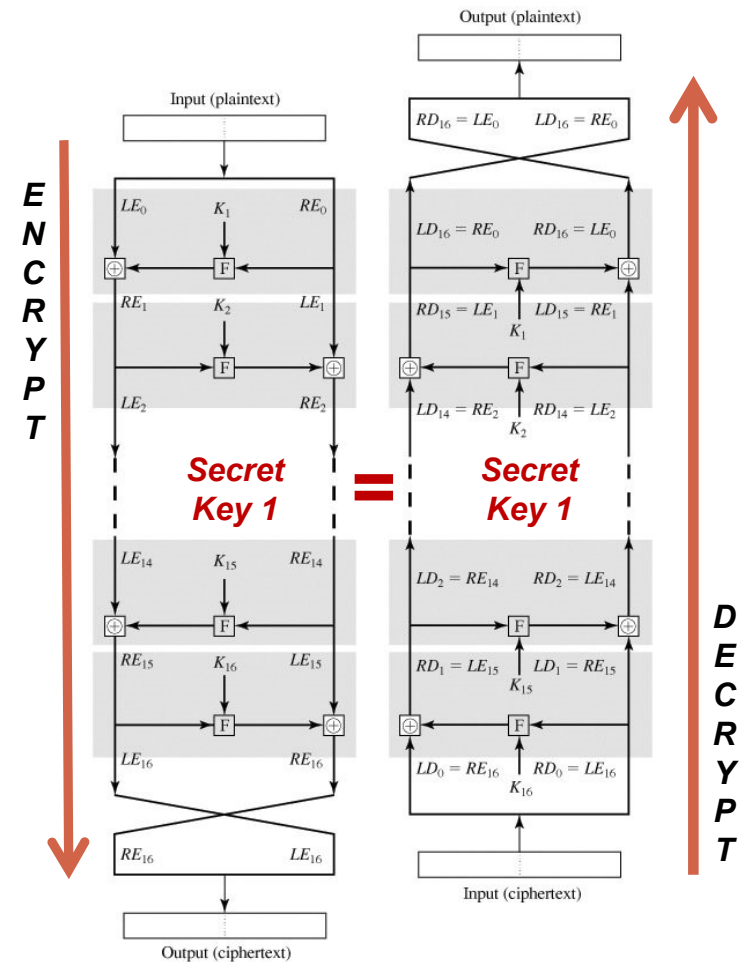 ENCRYPT
Input (plaintext)
LE₀ K₁ RE₀
F
RE₁ K₂ LE₁
F
LE₂ RE₂
Secret
Key 1
LE₁₄ K₁₅ RE₁₄
F
RE₁₅ K₁₆ LE₁₅
F
LE₁₆ RE₁₆
RE₁₆ LE₁₆
Output (ciphertext)
=
Output (plaintext)
RD₁₆ = LE₀ LD₁₆ = RE₀
LD₁₆ = RE₀ RD₁₆ = LE₀
F
RD₁₅ = LE₁ LD₁₅ = RE₁
K₁
F
LD₁₄ = RE₂ RD₁₄ = LE₂
K₂
Secret
Key 1
LD₂ = RE₁₄ RD₂ = LE₁₄
F
RD₁ = LE₁₅ LD₁ = RE₁₅
K₁₅
F
LD₀ = RE₁₆ RD₀ = LE₁₆
K₁₆
Input (ciphertext)
DECRYPT